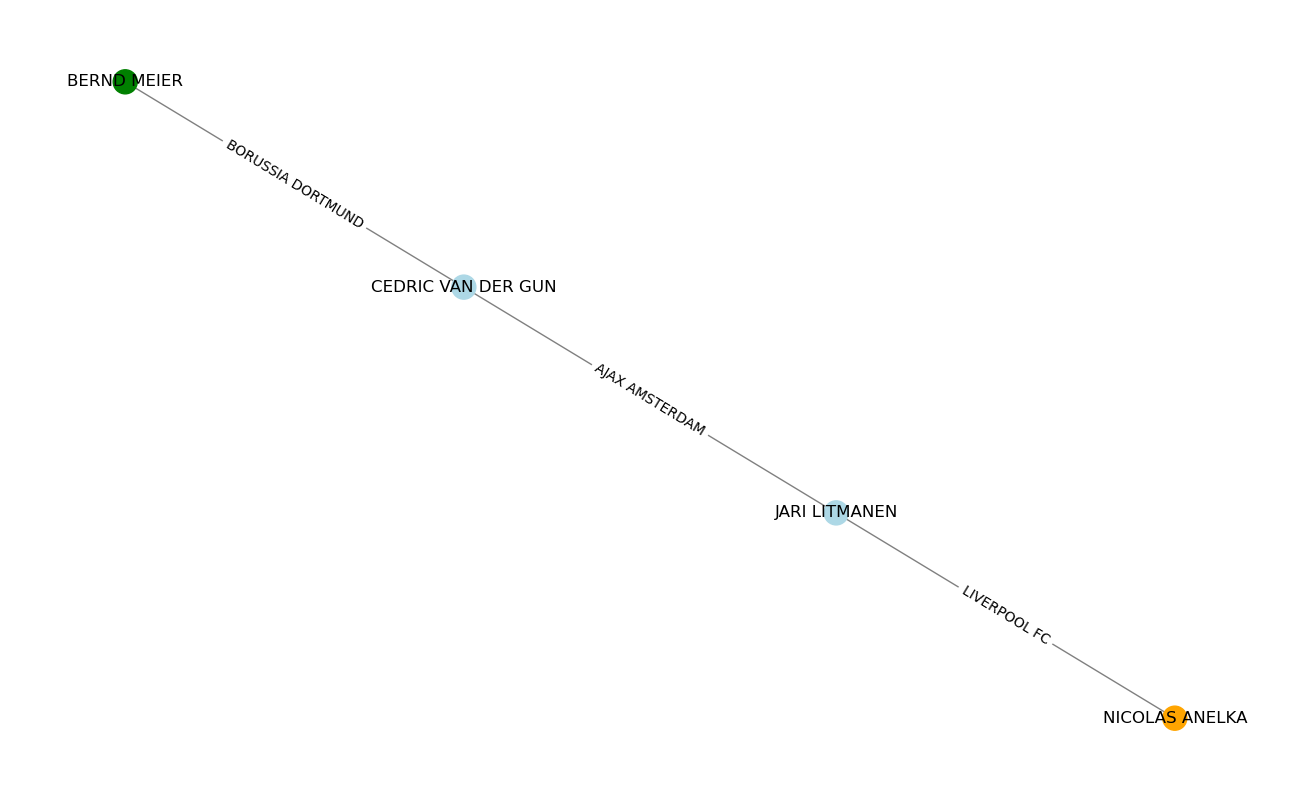 BERND MEIER
BORUSSIA DORTMUND
CEDRIC VAN DER GUN
AJAX AMSTERDAM
JARI LITMANEN
LIVERPOOL FC
NICOLAS ANELKA